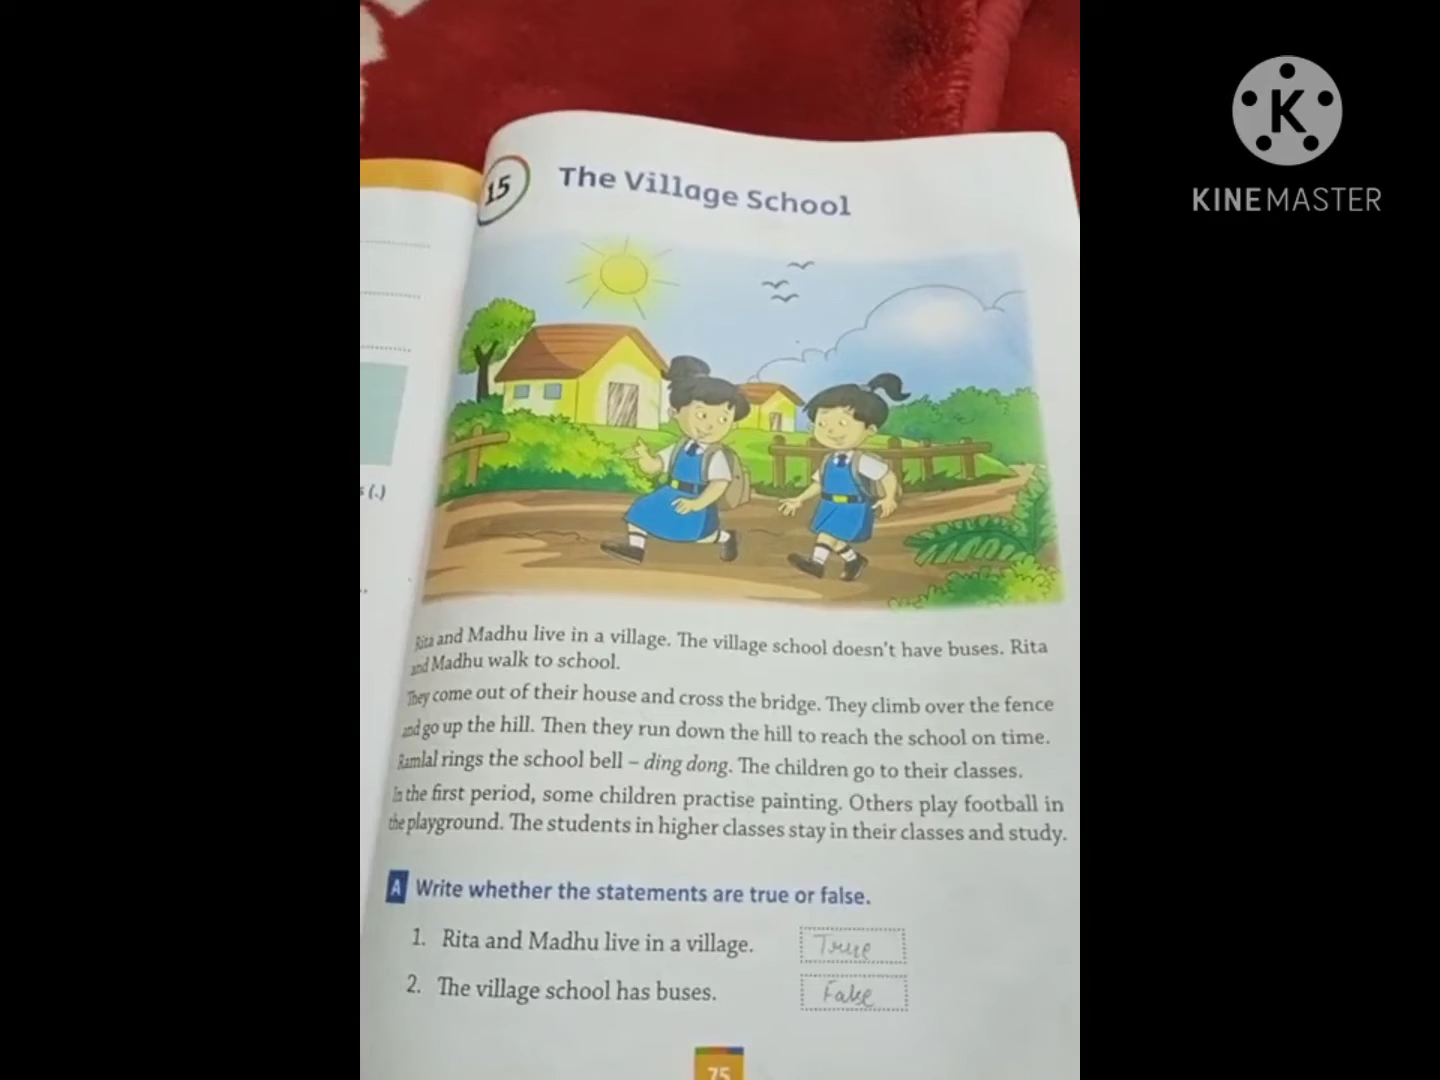 KINEMASTER
15
The Village School
s (.)
Rita and Madhu live in a village. The village school doesn't have buses. Rita
and Madhu walk to school.
They come out of their house and cross the bridge. They climb over the fence
and go up the hill. Then they run down the hill to reach the school on time.
Ramlal rings the school bell – ding dong. The children go to their classes.
In the first period, some children practise painting. Others play football in
the playground. The students in higher classes stay in their classes and study.
A Write whether the statements are true or false.
1. Rita and Madhu live in a village. True
2. The village school has buses. False
75